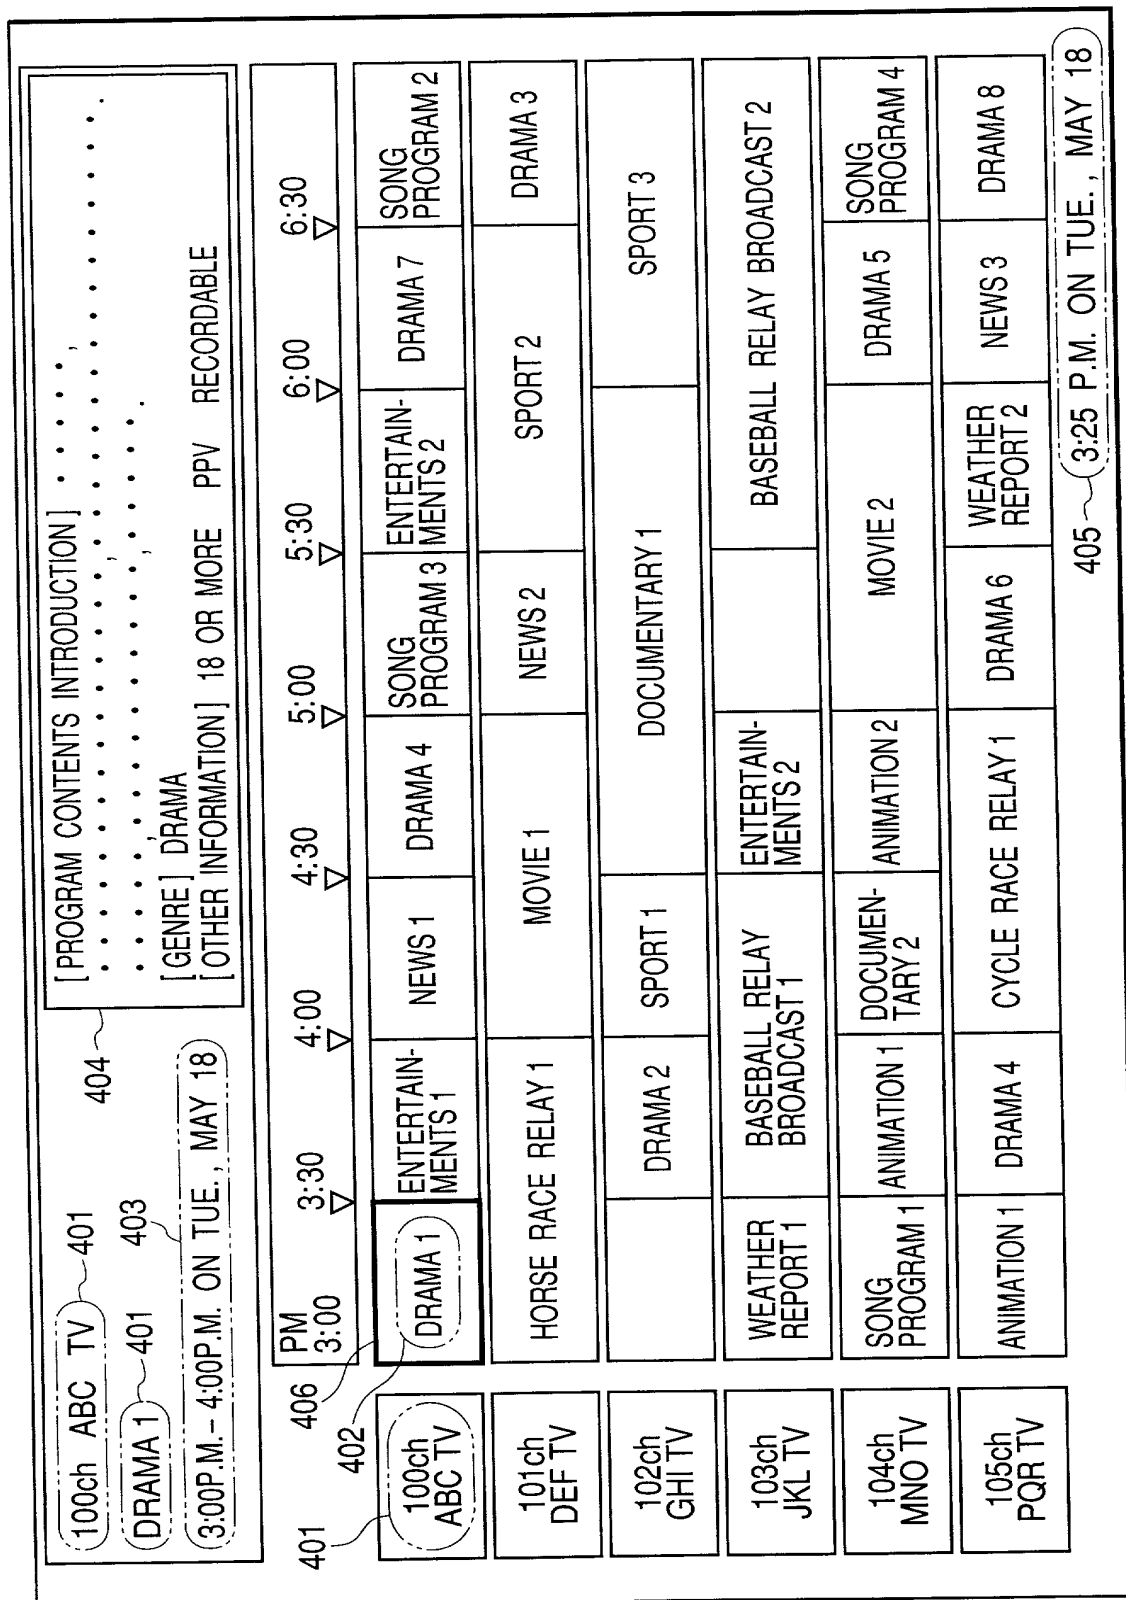 100ch ABC TV
401
DRAMA 1
401
403
3:00P.M.– 4:00P.M. ON TUE., MAY 18
404
[PROGRAM CONTENTS INTRODUCTION]
[GENRE] DRAMA
[OTHER INFORMATION] 18 OR MORE PPV RECORDABLE
406
402
401
PM
3:00
3:30
4:00
4:30
5:00
5:30
6:00
6:30
100ch
ABC TV
DRAMA 1
ENTERTAIN-
MENTS 1
NEWS 1
DRAMA 4
SONG
PROGRAM 3
ENTERTAIN-
MENTS 2
DRAMA 7
SONG
PROGRAM 2
101ch
DEF TV
HORSE RACE RELAY 1
MOVIE 1
NEWS 2
SPORT 2
DRAMA 3
102ch
GHI TV
DRAMA 2
SPORT 1
DOCUMENTARY 1
SPORT 3
103ch
JKL TV
WEATHER
REPORT 1
BASEBALL RELAY
BROADCAST 1
ENTERTAIN-
MENTS 2
BASEBALL RELAY BROADCAST 2
104ch
MNO TV
SONG
PROGRAM 1
ANIMATION 1
DOCUMEN-
TARY 2
ANIMATION 2
MOVIE 2
DRAMA 5
SONG
PROGRAM 4
105ch
PQR TV
ANIMATION 1
DRAMA 4
CYCLE RACE RELAY 1
DRAMA 6
WEATHER
REPORT 2
NEWS 3
DRAMA 8
405
3:25 P.M. ON TUE., MAY 18